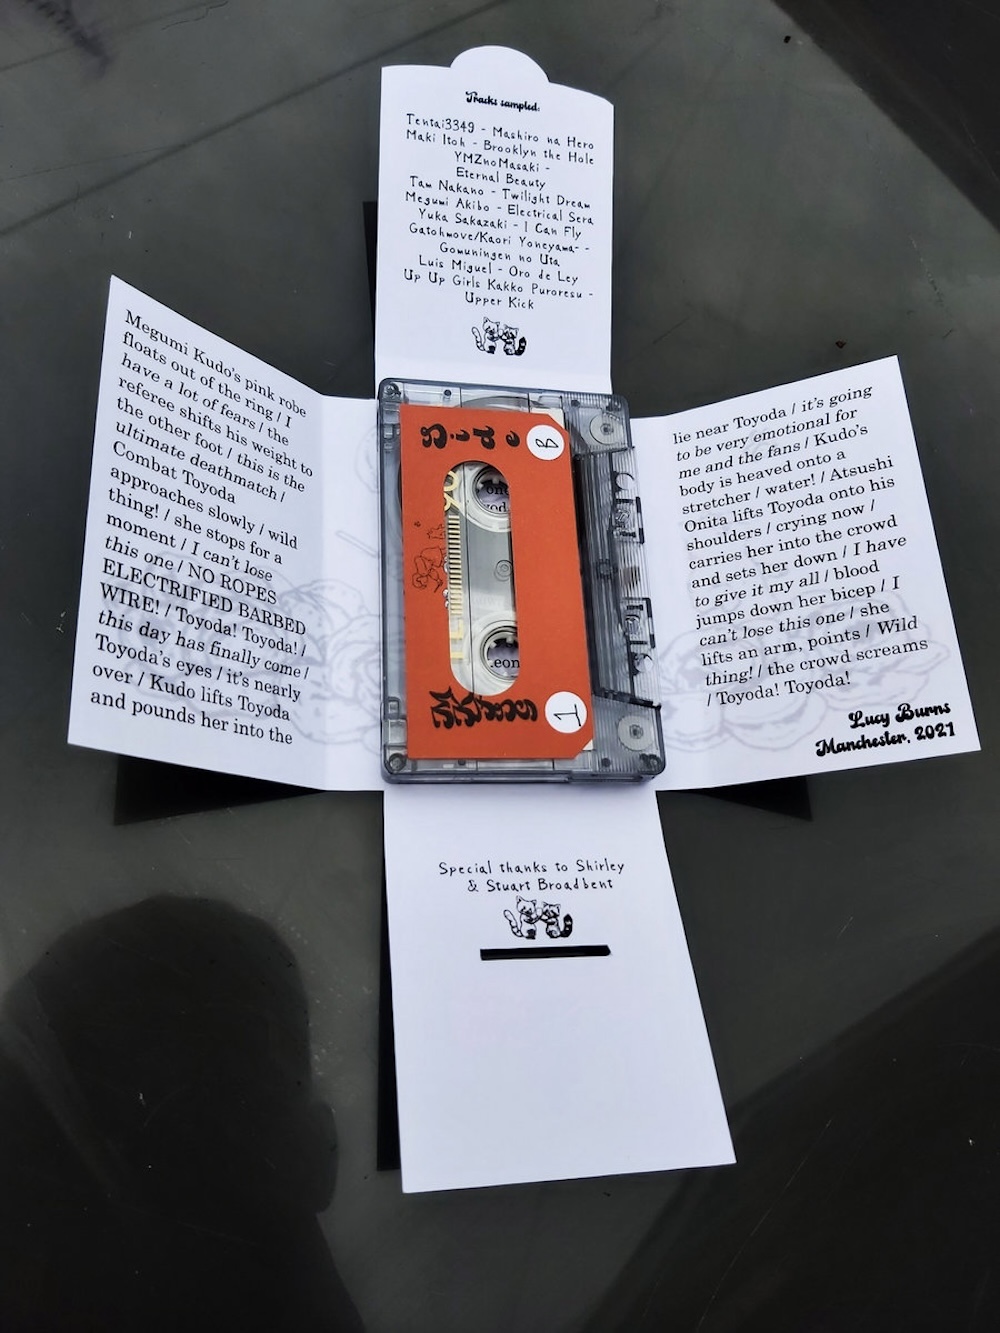 Tracks sampled:
Tentai3349 - Mashiro na Hero
Maki Itoh - Brooklyn the Hole
YMZnoMasaki -
Eternal Beauty
Tam Nakano - Twilight Dream
Megumi Akibo - Electrical Sera
Yuka Sakazaki - I Can Fly
Gatohmove/Kaori Yoneyama- -
Gomuningen no Uta
Luis Miguel - Oro de Ley
Up Up Girls Kakko Puroresu -
Upper Kick
Megumi Kudo's pink robe
floats out of the ring / I
have a lot of fears / the
referee shifts his weight to
the other foot / this is the
ultimate deathmatch /
Combat Toyoda
approaches slowly / wild
thing! / she stops for a
moment / I can't lose
this one / NO ROPES
ELECTRIFIED BARBED
WIRE! / Toyoda! Toyoda! /
this day has finally come /
Toyoda's eyes / it's nearly
over / Kudo lifts Toyoda
and pounds her into the
Side
B
1
lie near Toyoda / it's going
to be very emotional for
me and the fans / Kudo's
body is heaved onto a
stretcher / water! / Atsushi
Onita lifts Toyoda onto his
shoulders / crying now /
carries her into the crowd
and sets her down / I have
to give it my all / blood
jumps down her bicep / I
can't lose this one / she
lifts an arm, points / Wild
thing! / the crowd screams
/ Toyoda! Toyoda!
Lucy Burns
Manchester, 2021
Special thanks to Shirley
& Stuart Broadbent